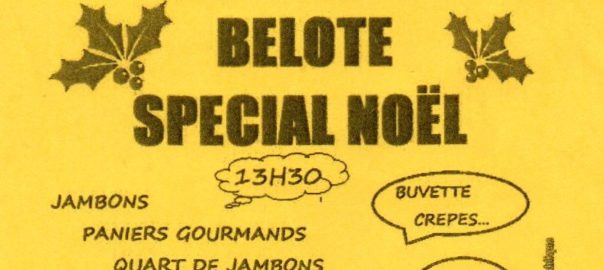 BELOTE
SPECIAL NOËL
13H30
JAMBONS
BUVETTE
CREPES...
PANIERS GOURMANDS
QUART DE JAMBONS